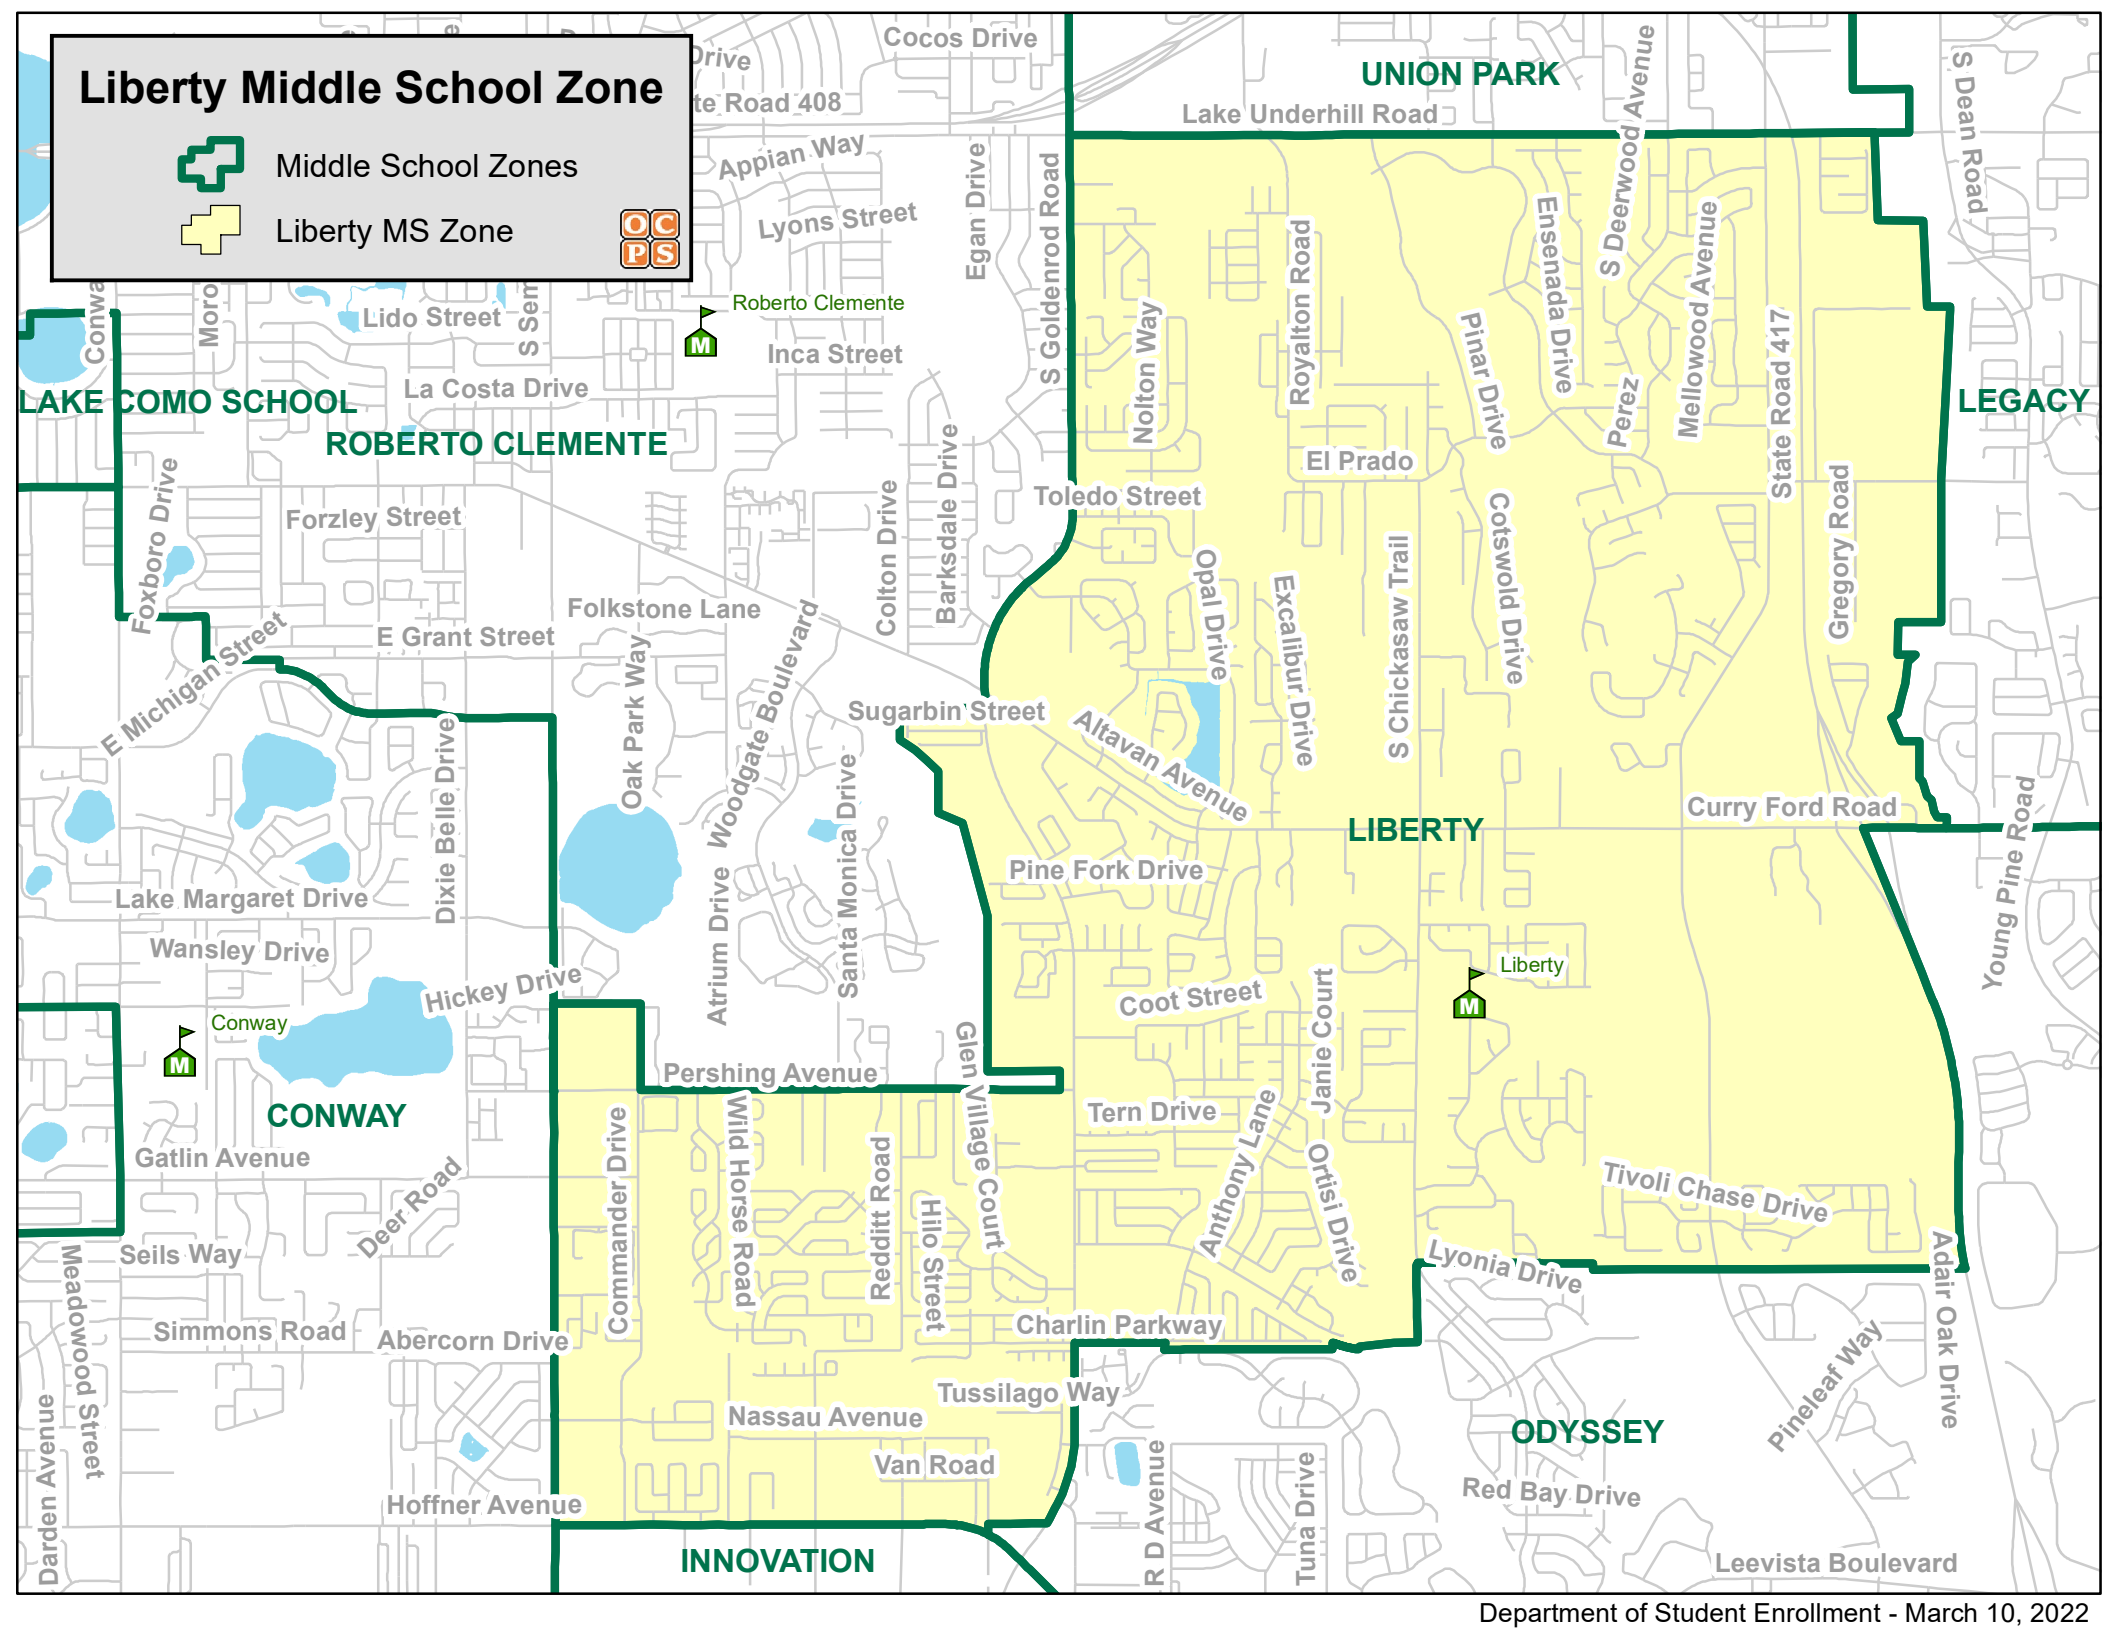 Liberty Middle School Zone
Middle School Zones
Liberty MS Zone
O C
P S
Drive
Cocos Drive
te Road 408
UNION PARK
Lake Underhill Road
S Deerwood Avenue
S Dean Road
Appian Way
Lyons Street
Egan Drive
S Goldenrod Road
Roberto Clemente
M
Inca Street
Lido Street
S Sem
Moro
Conwa
La Costa Drive
LAKE COMO SCHOOL
ROBERTO CLEMENTE
LEGACY
Nolton Way
Royalton Road
Pinar Drive
Ensenada Drive
Perez
Mellowood Avenue
State Road 417
El Prado
Toledo Street
Foxboro Drive
Forzley Street
Colton Drive
Barksdale Drive
Opal Drive
Excalibur Drive
S Chickasaw Trail
Cotswold Drive
Gregory Road
Folkstone Lane
E Grant Street
E Michigan Street
Oak Park Way
Woodgate Boulevard
Sugarbin Street
Altavan Avenue
Dixie Belle Drive
Santa Monica Drive
Curry Ford Road
LIBERTY
Young Pine Road
Pine Fork Drive
Lake Margaret Drive
Wansley Drive
Atrium Drive
Hickey Drive
Liberty
M
Coot Street
Janie Court
Conway
M
Glen Village Court
Pershing Avenue
CONWAY
Tern Drive
Anthony Lane
Commander Drive
Wild Horse Road
Redditt Road
Hilo Street
Ortisi Drive
Gatlin Avenue
Deer Road
Tivoli Chase Drive
Seils Way
Lyonia Drive
Adair Oak Drive
Meadowood Street
Simmons Road
Abercorn Drive
Charlin Parkway
Pineleaf Way
Tussilago Way
Nassau Avenue
ODYSSEY
Van Road
Darden Avenue
Hoffner Avenue
R D Avenue
Tuna Drive
Red Bay Drive
INNOVATION
Leevista Boulevard
Department of Student Enrollment - March 10, 2022